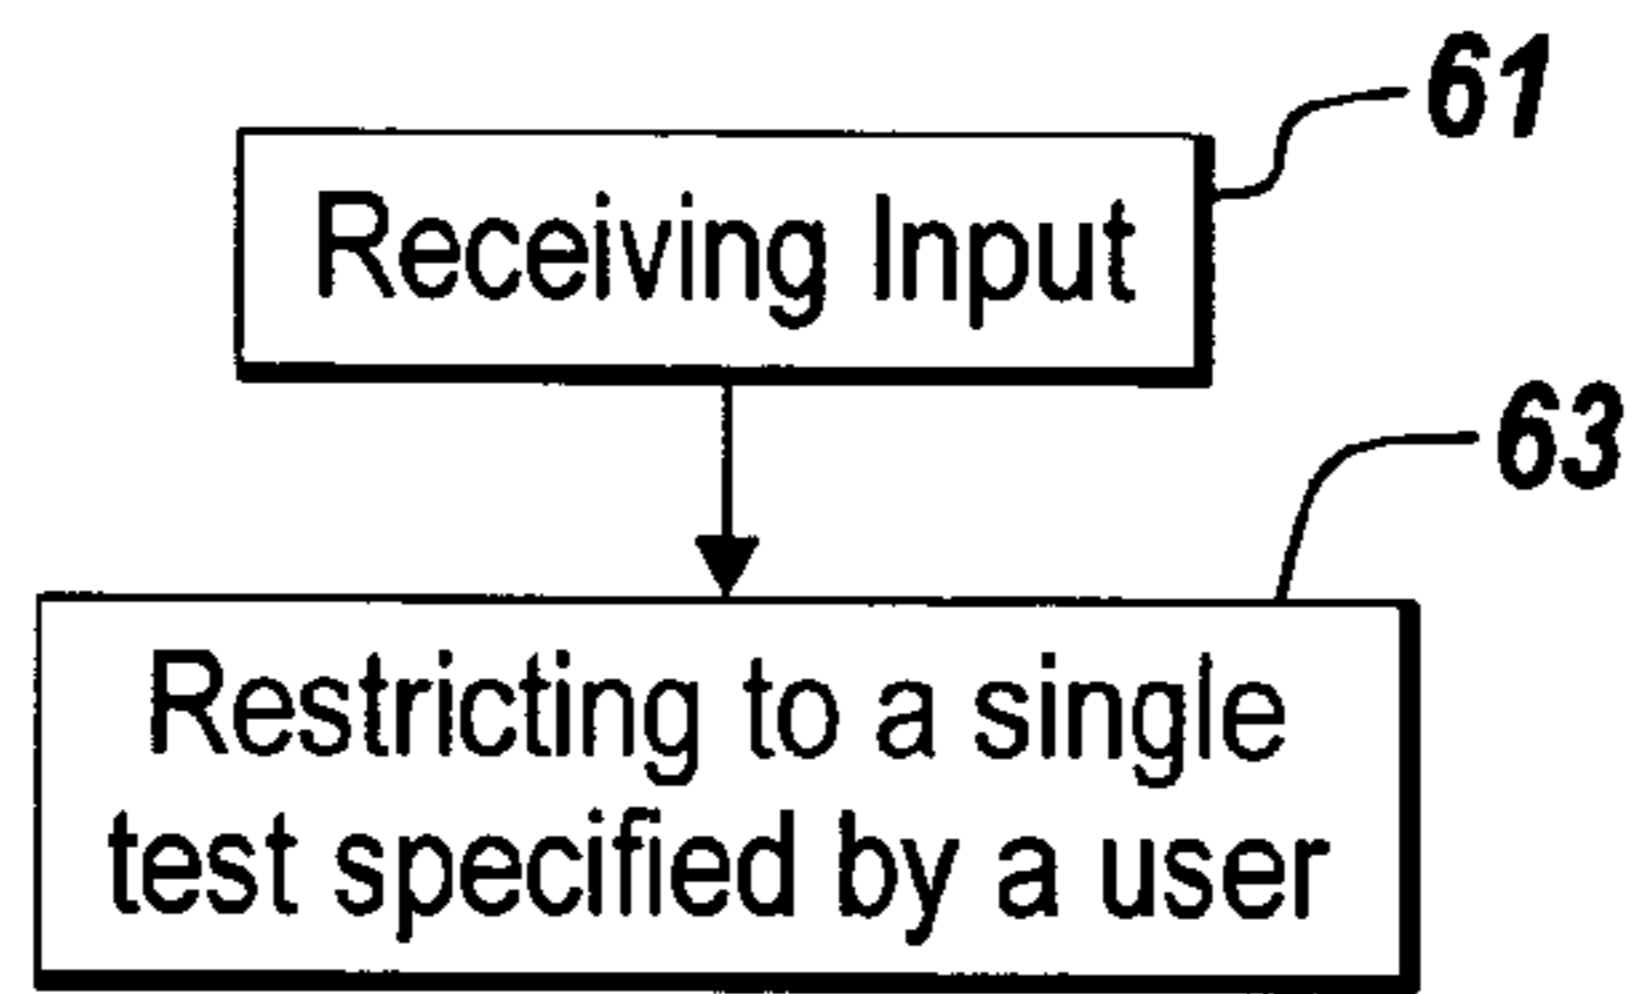 61
Receiving Input
63
Restricting to a single
test specified by a user